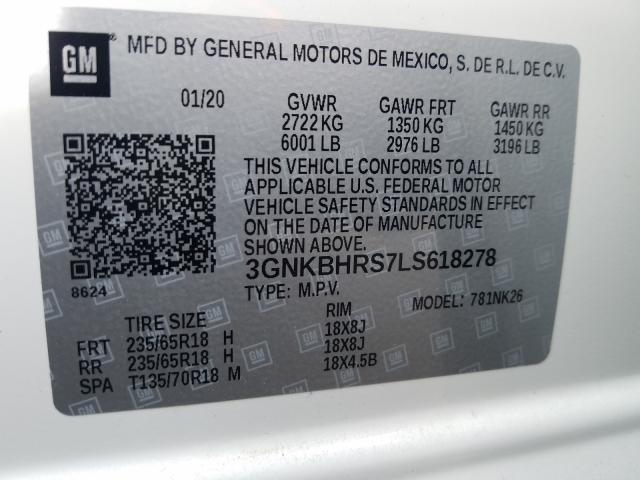 GM
MFD BY GENERAL MOTORS DE MEXICO, S. DE R.L. DE C.V.
01/20 GVWR GAWR FRT GAWR RR
2722 KG 1350 KG 1450 KG
6001 LB 2976 LB 3196 LB
THIS VEHICLE CONFORMS TO ALL
APPLICABLE U.S. FEDERAL MOTOR
VEHICLE SAFETY STANDARDS IN EFFECT
ON THE DATE OF MANUFACTURE
SHOWN ABOVE.
8624 3GNKBHRS7LS618278
TYPE: M.P.V. MODEL: 781NK26
TIRE SIZE RIM
FRT 235/65R18 H 18X8J
RR 235/65R18 H 18X8J
SPA T135/70R18 M 18X4.5B